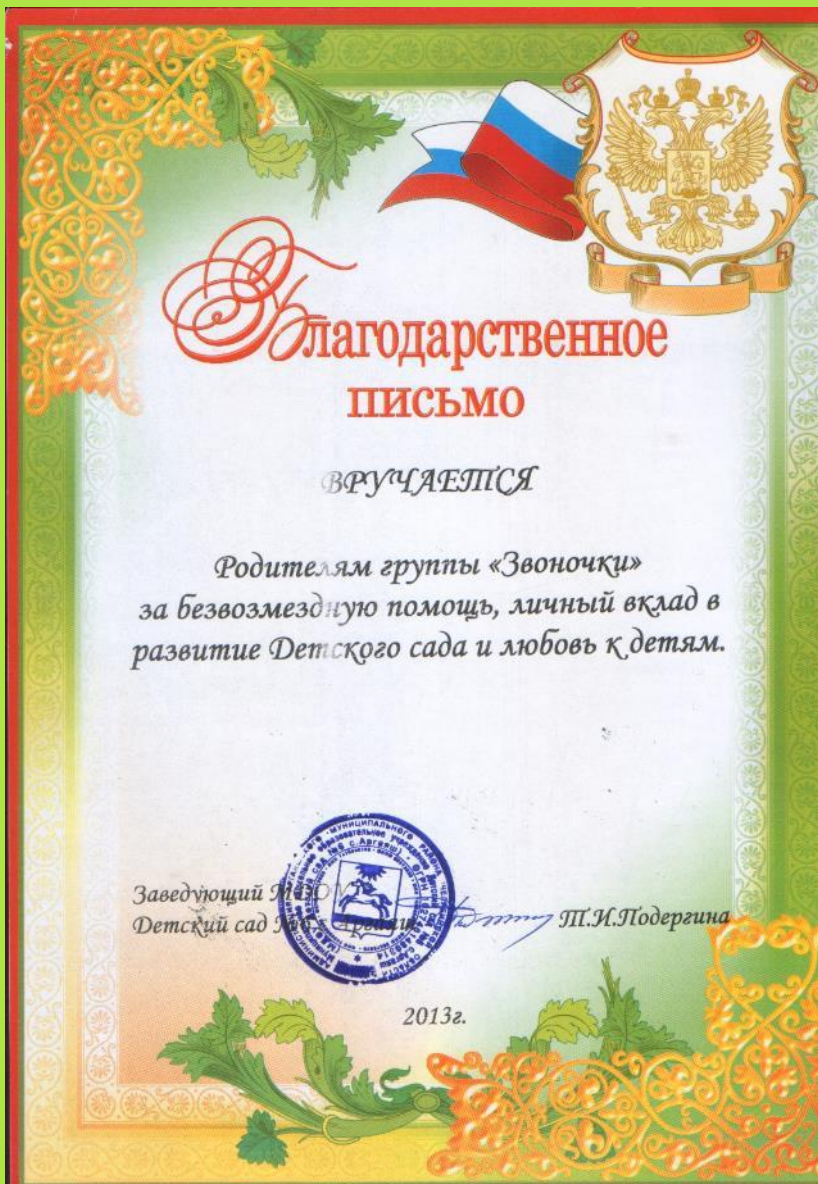 Благодарственное
письмо
ВРУЧАЕТСЯ
Родителям группы «Звоночки»
за безвозмездную помощь, личный вклад в
развитие Детского сада и любовь к детям.
Заведующий
Детский сад Т.И.Подергина
2013г.